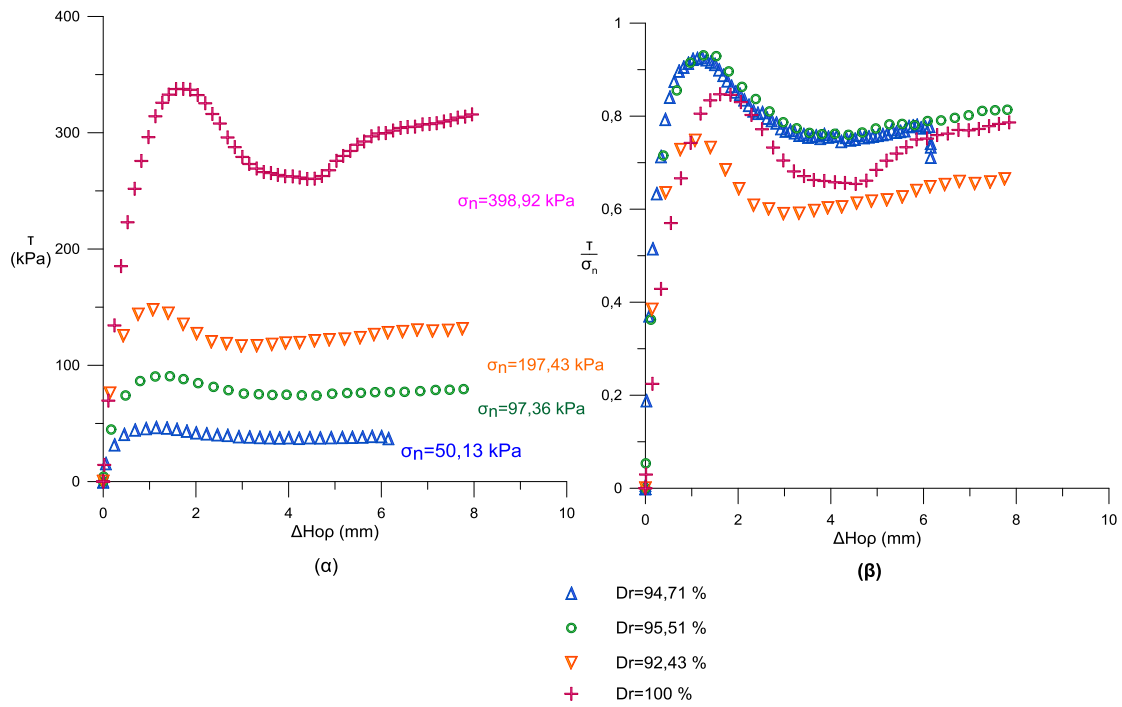 400
300
200
100
0
τ
(kPa)
σn=398,92 kPa
σn=197,43 kPa
σn=97,36 kPa
σn=50,13 kPa
0 2 4 6 8 10
ΔHορ (mm)
(α)
1
0,8
0,6
0,4
0,2
0
τ
σn
0 2 4 6 8 10
ΔHορ (mm)
(β)
Dr=94,71 %
Dr=95,51 %
Dr=92,43 %
Dr=100 %